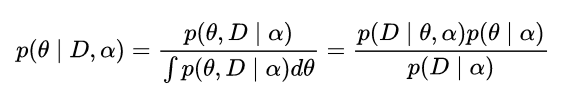 p(θ | D, α) = p(θ, D | α) / ∫ p(θ, D | α)dθ = p(D | θ, α)p(θ | α) / p(D | α)